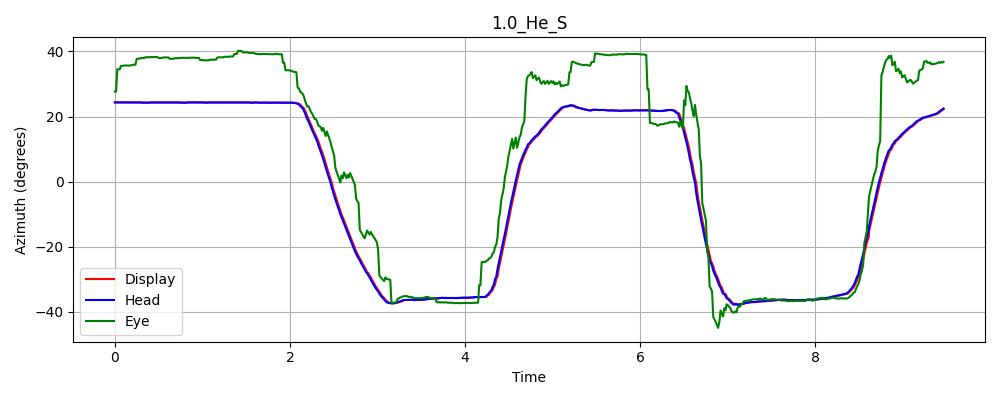 1.0_He_S
Azimuth (degrees)
40
20
0
−20
−40
Display
Head
Eye
0 2 4 6 8
Time